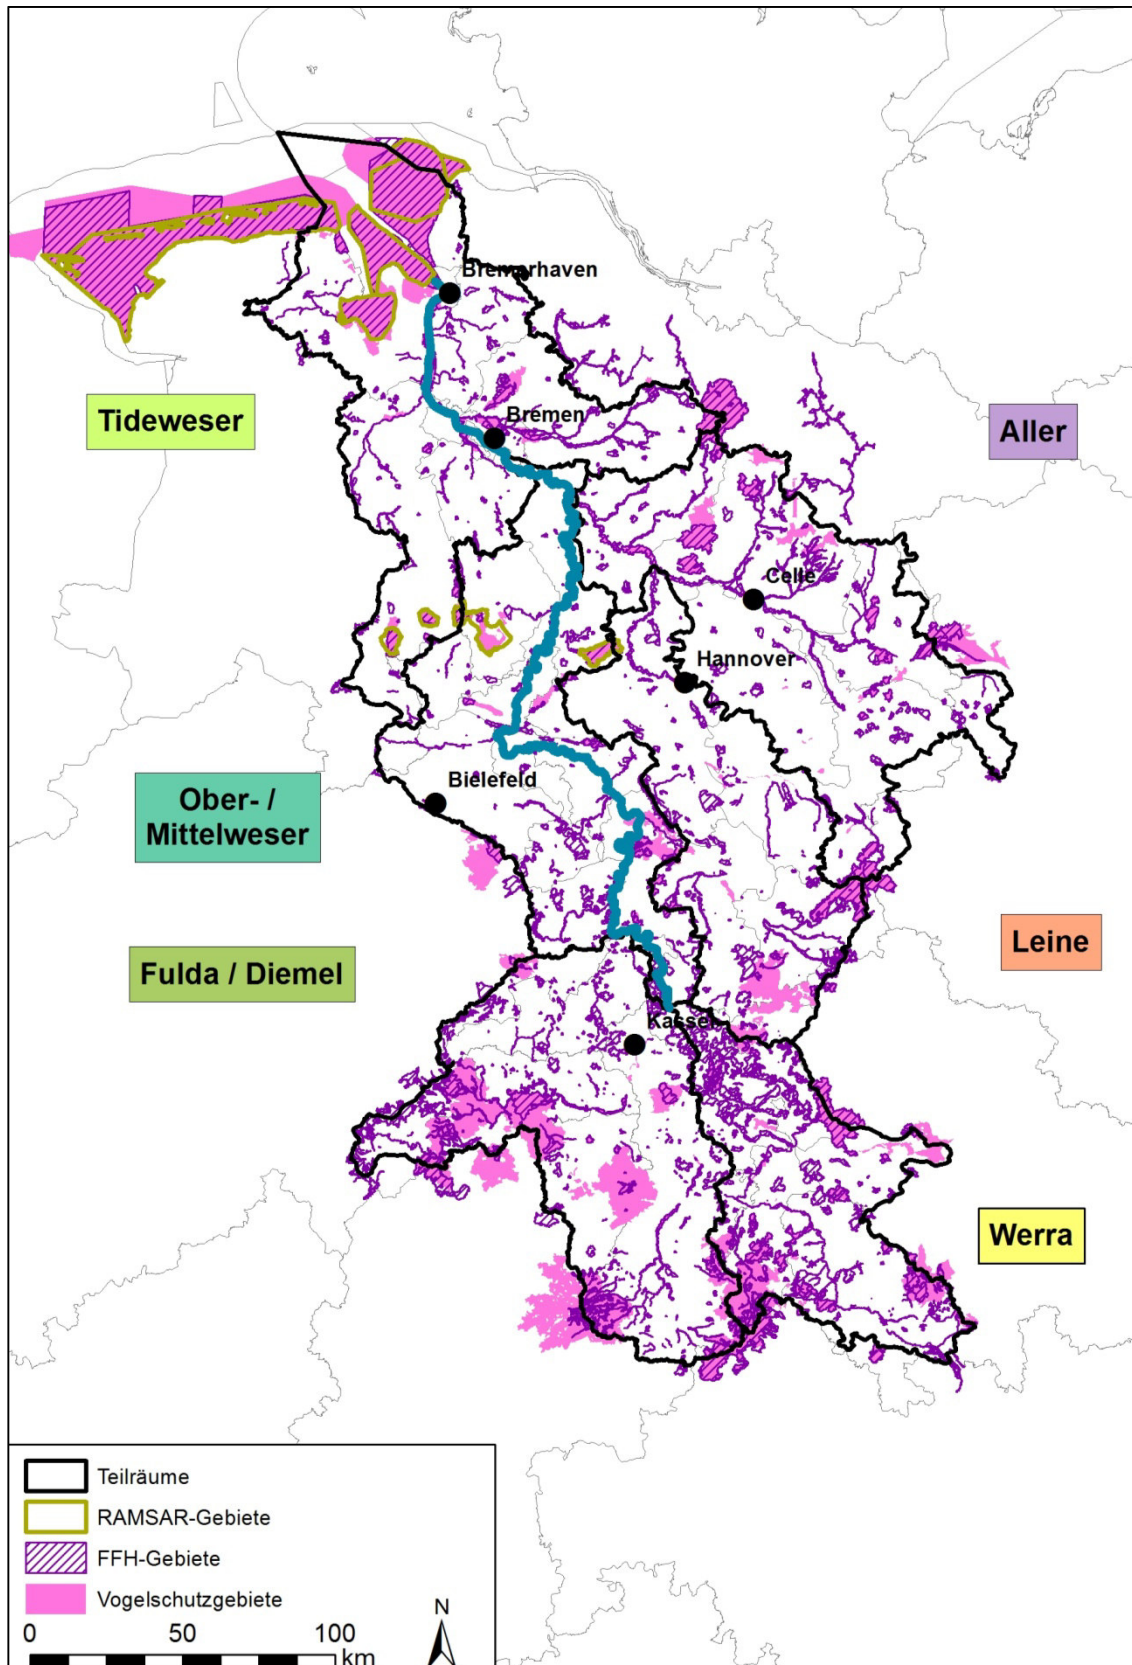 Bremerhaven
Tideweser
Bremen
Aller
Celle
Hannover
Bielefeld
Ober- /
Mittelweser
Leine
Fulda / Diemel
Kassel
Werra
Teilräume
RAMSAR-Gebiete
FFH-Gebiete
Vogelschutzgebiete
N
0 50 100
km